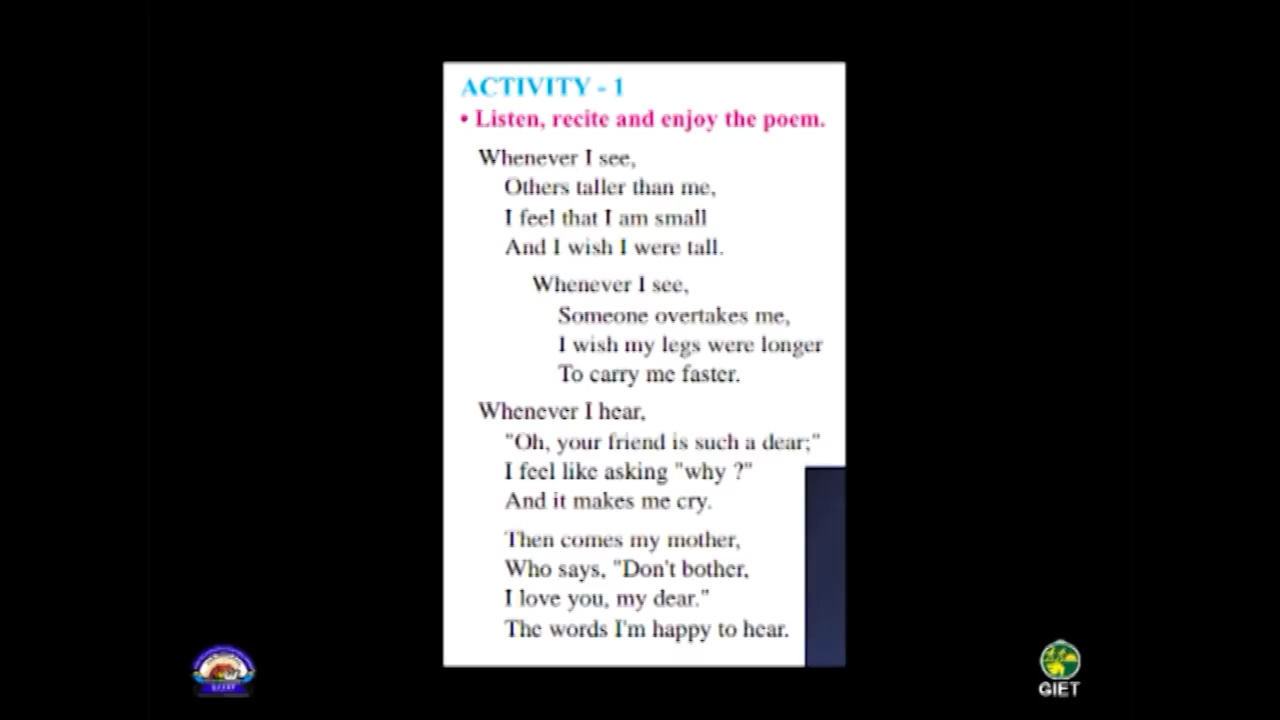 ACTIVITY - 1
• Listen, recite and enjoy the poem.
Whenever I see,
Others taller than me,
I feel that I am small
And I wish I were tall.
Whenever I see,
Someone overtakes me,
I wish my legs were longer
To carry me faster.
Whenever I hear,
"Oh, your friend is such a dear;"
I feel like asking "why ?"
And it makes me cry.
Then comes my mother,
Who says, "Don't bother,
I love you, my dear."
The words I'm happy to hear.
GIET